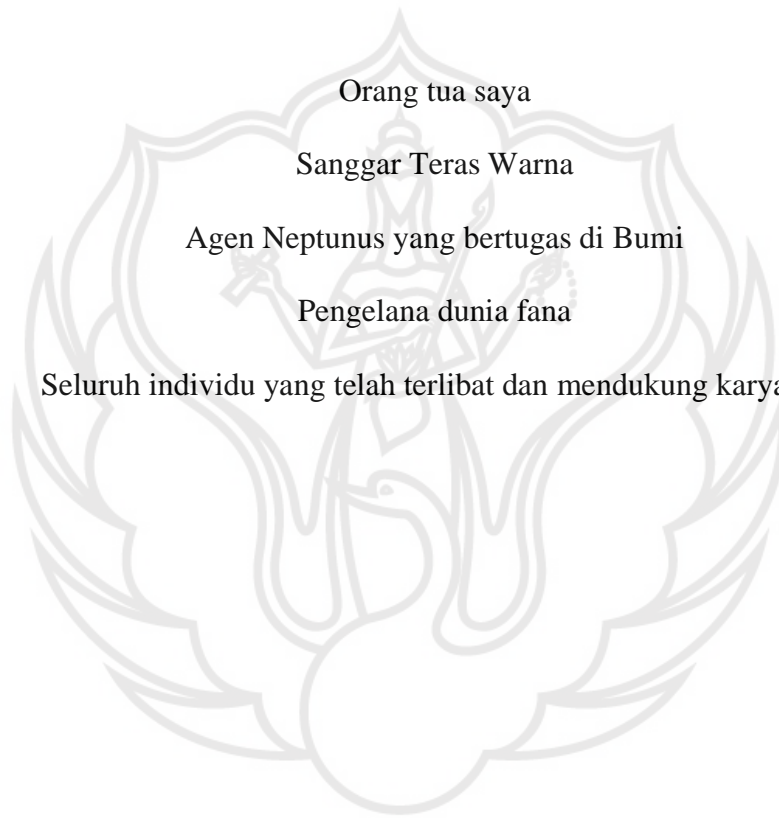 Orang tua saya
Sanggar Teras Warna
Agen Neptunus yang bertugas di Bumi
Pengelana dunia fana
Seluruh individu yang telah terlibat dan mendukung karya